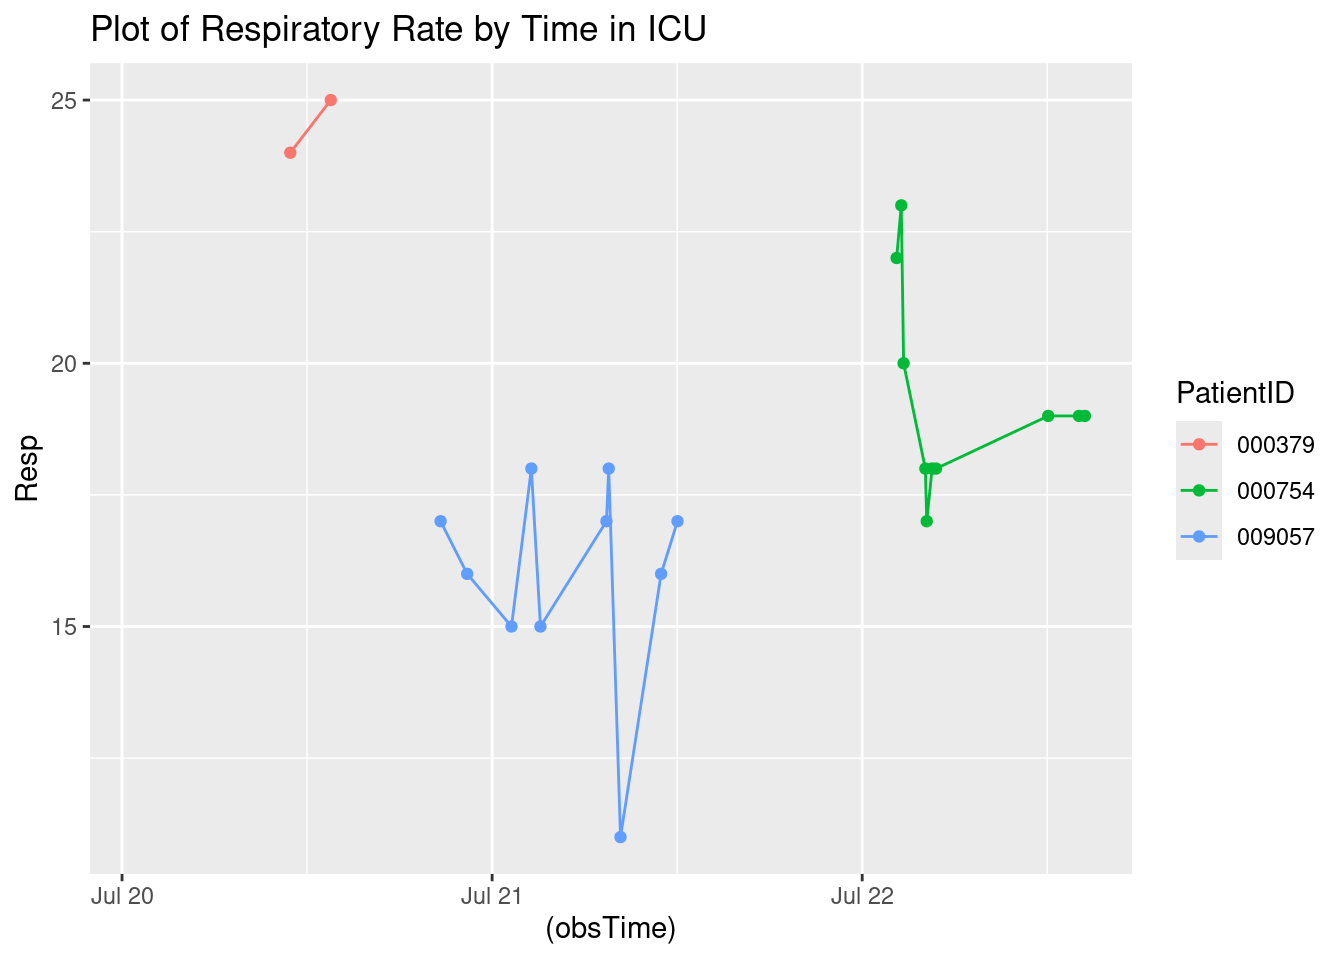 Plot of Respiratory Rate by Time in ICU
25
20
15
Resp
Jul 20
Jul 21
Jul 22
(obsTime)
PatientID
000379
000754
009057